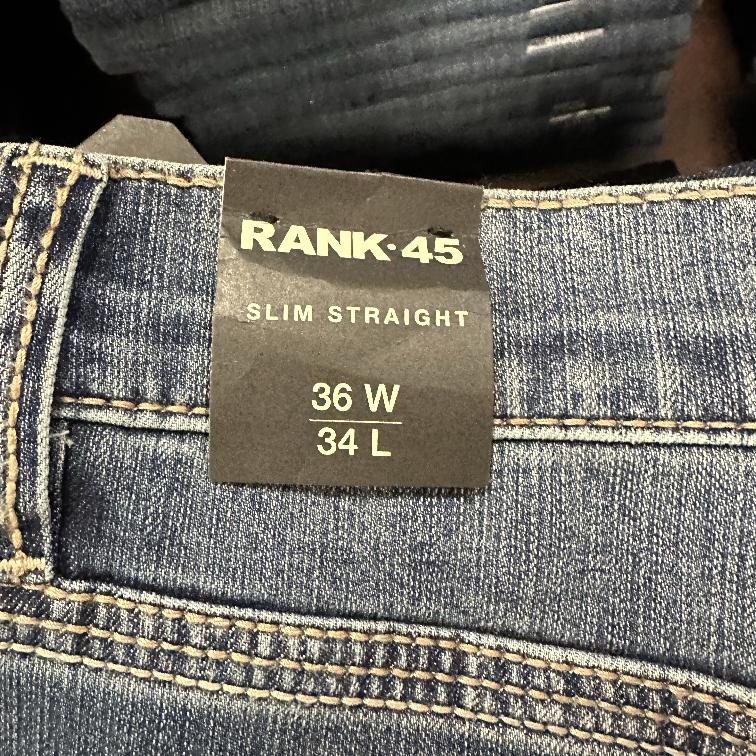 RANK·45
SLIM STRAIGHT
36 W
34 L